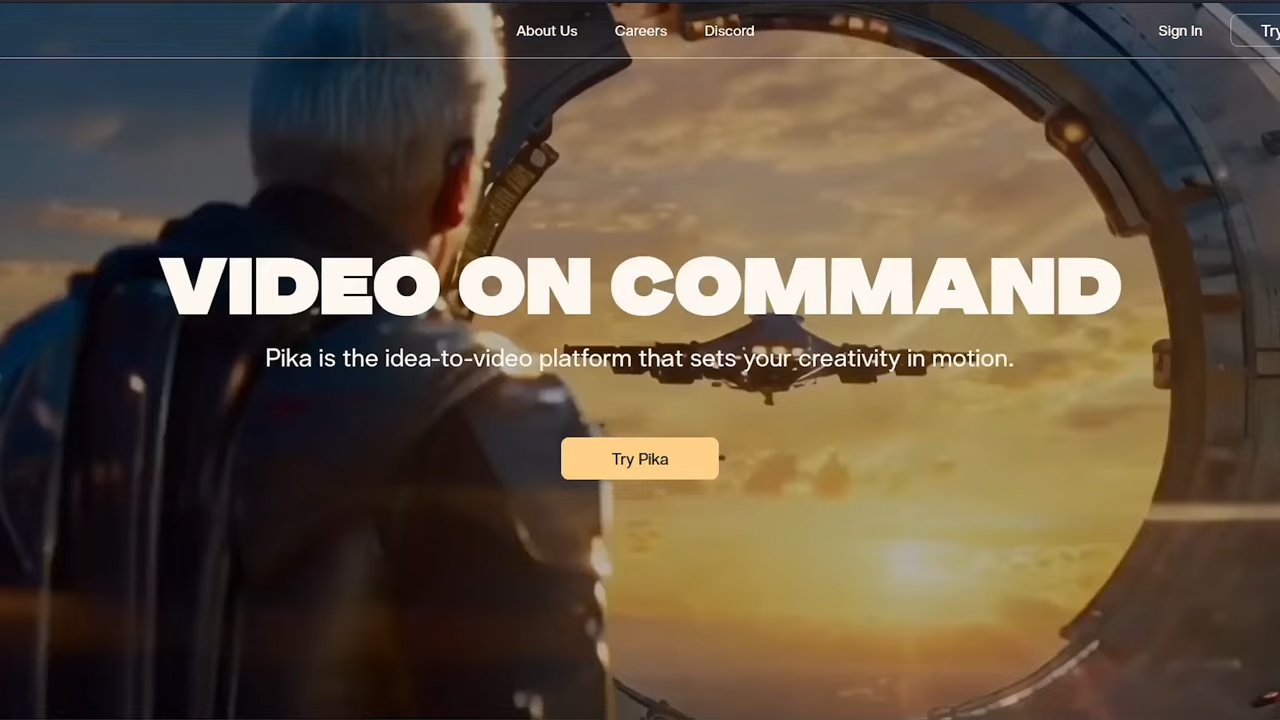 About Us Careers Discord Sign In Try
VIDEO ON COMMAND
Pika is the idea-to-video platform that sets your creativity in motion.
Try Pika